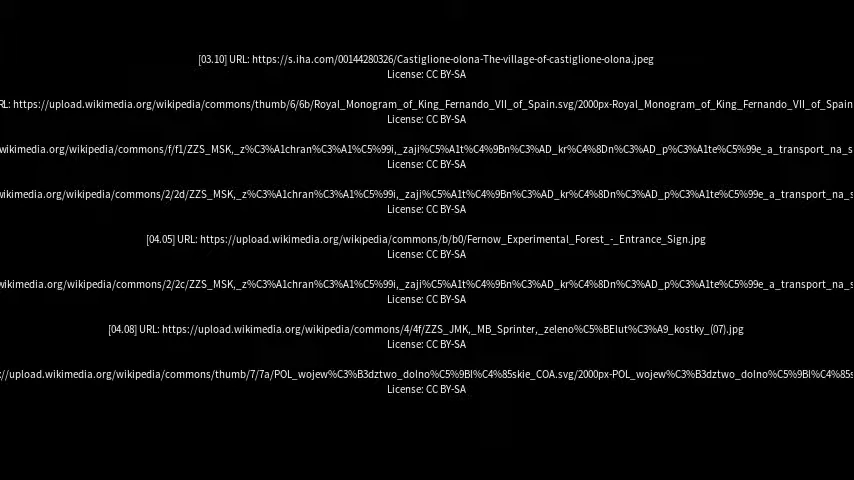 [03.10] URL: https://s.iha.com/00144280326/Castiglione-olona-The-village-of-castiglione-olona.jpeg
License: CC BY-SA
RL: https://upload.wikimedia.org/wikipedia/commons/thumb/6/6b/Royal_Monogram_of_King_Fernando_VII_of_Spain.svg/2000px-Royal_Monogram_of_King_Fernando_VII_of_Spain
License: CC BY-SA
wikimedia.org/wikipedia/commons/f/f1/ZZS_MSK,_z%C3%A1chran%C3%A1%C5%99i,_zaji%C5%A1t%C4%9Bn%C3%AD_kr%C4%8Dn%C3%AD_p%C3%A1te%C5%99e_a_transport_na_s
License: CC BY-SA
wikimedia.org/wikipedia/commons/2/2d/ZZS_MSK,_z%C3%A1chran%C3%A1%C5%99i,_zaji%C5%A1t%C4%9Bn%C3%AD_kr%C4%8Dn%C3%AD_p%C3%A1te%C5%99e_a_transport_na_s
License: CC BY-SA
[04.05] URL: https://upload.wikimedia.org/wikipedia/commons/b/b0/Fernow_Experimental_Forest_-_Entrance_Sign.jpg
License: CC BY-SA
wikimedia.org/wikipedia/commons/2/2c/ZZS_MSK,_z%C3%A1chran%C3%A1%C5%99i,_zaji%C5%A1t%C4%9Bn%C3%AD_kr%C4%8Dn%C3%AD_p%C3%A1te%C5%99e_a_transport_na_s
License: CC BY-SA
[04.08] URL: https://upload.wikimedia.org/wikipedia/commons/4/4f/ZZS_JMK,_MB_Sprinter,_zeleno%C5%BElut%C3%A9_kostky_(07).jpg
License: CC BY-SA
://upload.wikimedia.org/wikipedia/commons/thumb/7/7a/POL_wojew%C3%B3dztwo_dolno%C5%9Bl%C4%85skie_COA.svg/2000px-POL_wojew%C3%B3dztwo_dolno%C5%9Bl%C4%85s
License: CC BY-SA